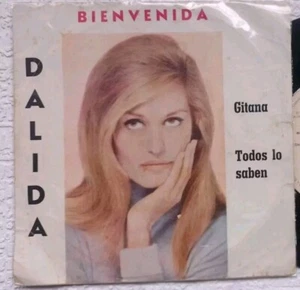 BIENVENIDA
DALIDA
Gitana
Todos lo
saben